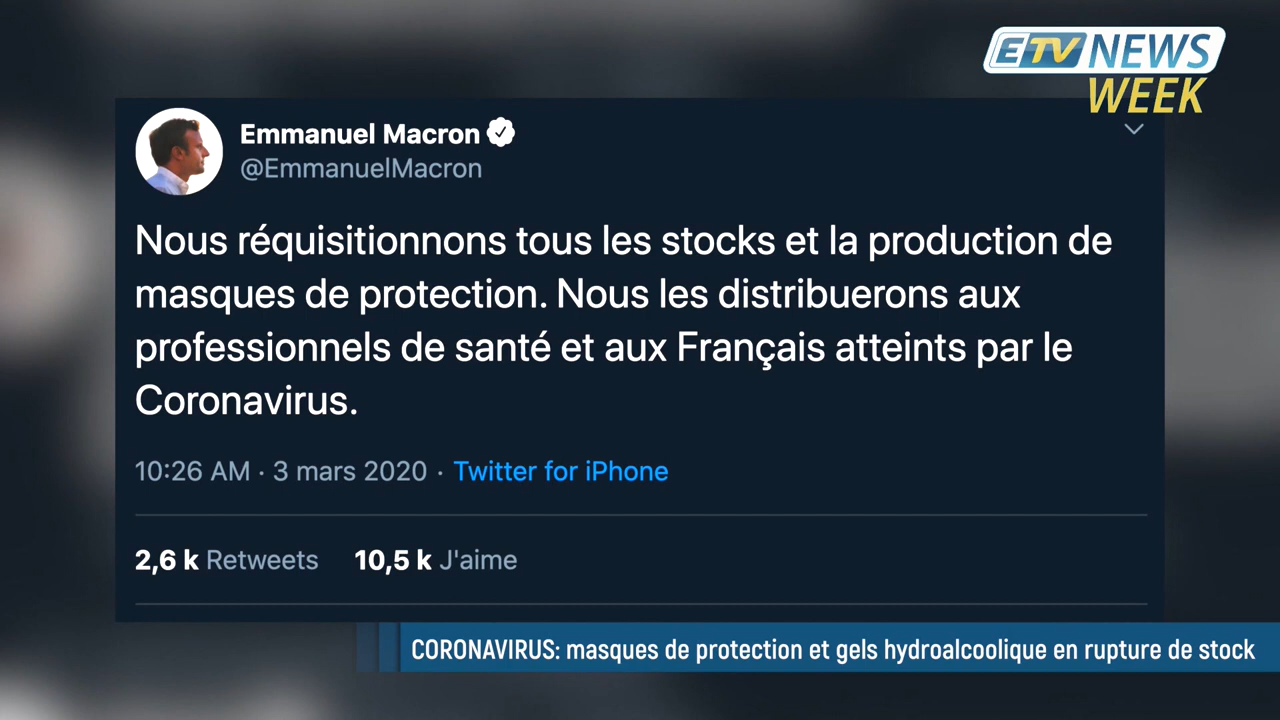 ETV NEWS
WEEK
Emmanuel Macron
@EmmanuelMacron
Nous réquisitionnons tous les stocks et la production de
masques de protection. Nous les distribuerons aux
professionnels de santé et aux Français atteints par le
Coronavirus.
10:26 AM · 3 mars 2020 · Twitter for iPhone
2,6 k Retweets 10,5 k J'aime
CORONAVIRUS: masques de protection et gels hydroalcoolique en rupture de stock